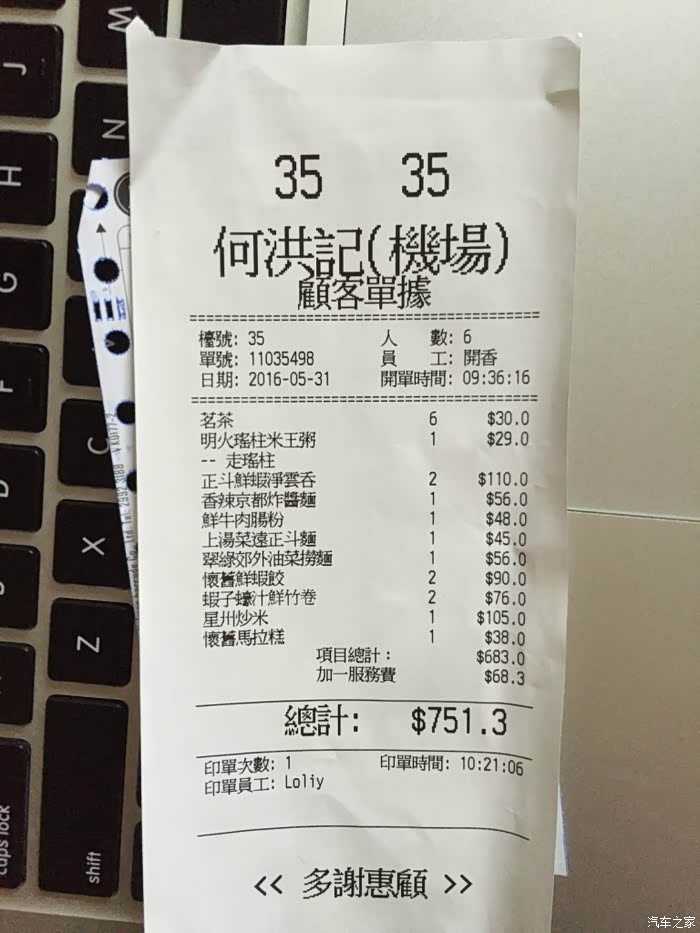 35 35
何洪記(機場)
顧客單據
檯號: 35 人 數: 6
單號: 11035498 員 工: 開香
日期: 2016-05-31 開單時間: 09:36:16
茗茶 6 $30.0
明火瑤柱米王粥 1 $29.0
-- 走瑤柱
正斗鮮蝦淨雲吞 2 $110.0
香辣京都炸醬麵 1 $56.0
鮮牛肉腸粉 1 $48.0
上湯菜遠正斗麵 1 $45.0
翠綠郊外油菜撈麵 1 $56.0
懷舊鮮蝦餃 2 $90.0
蝦子蠔汁鮮竹卷 2 $76.0
星州炒米 1 $105.0
懷舊馬拉糕 1 $38.0
項目總計: $683.0
加一服務費 $68.3
總計: $751.3
印單次數: 1 印單時間: 10:21:06
印單員工: Loliy
<< 多謝惠顧 >>
J
M
N
H
G
F
D
C
X
Z
caps lock
shift
汽车之家